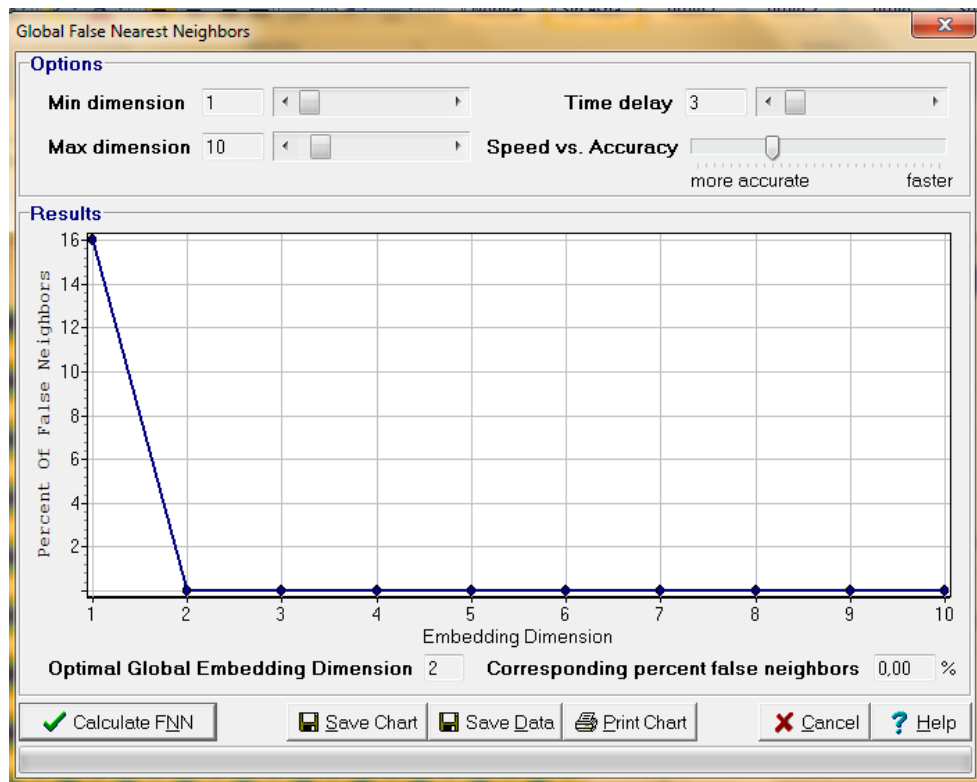 Global False Nearest Neighbors
Options
Min dimension 1
Time delay 3
Max dimension 10
Speed vs. Accuracy
more accurate faster
Results
Percent Of False Neighbors
16
14
12
10
8
6
4
2
1 2 3 4 5 6 7 8 9 10
Embedding Dimension
Optimal Global Embedding Dimension 2 Corresponding percent false neighbors 0,00 %
Calculate FNN Save Chart Save Data Print Chart Cancel ? Help